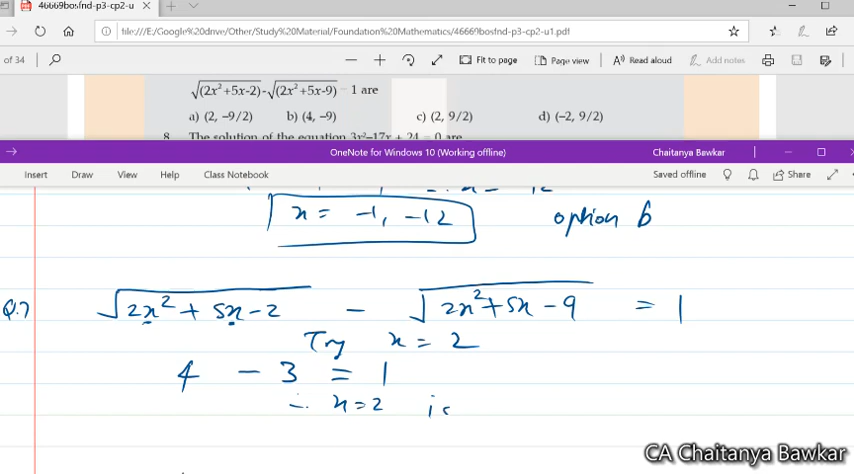 46669bosfnd-p3-cp2-u
file:///E:/Google%20drive/Other/Study%20Material/Foundation%20Mathematics/46669bosfnd-p3-cp2-u1.pdf
of 34
Fit to page
Page view
Read aloud
Add notes
√(2x²+5x-2)-√(2x²+5x-9) = 1 are
a) (2, -9/2) b) (4, -9) c) (2, 9/2) d) (-2, 9/2)
8. The solution of the equation 3x²-17x + 24 = 0 are
OneNote for Windows 10 (Working offline)
Chaitanya Bawkar
Insert Draw View Help Class Notebook
Saved offline
Share
x = -1, -12 option b
Q.7 √2x² + 5x - 2 - √2x² + 5x - 9 = 1
Try x = 2
4 - 3 = 1
∴ x = 2 is
CA Chaitanya Bawkar